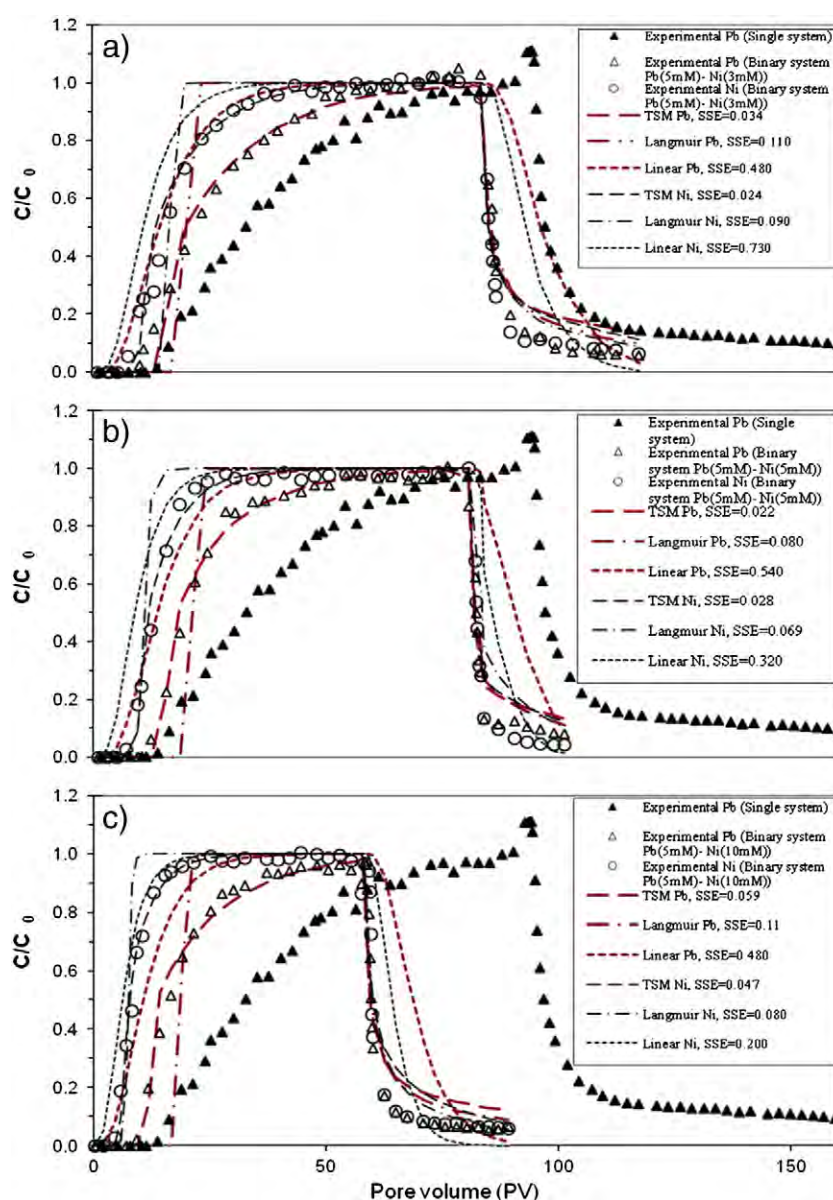 a)
1.2
1.0
0.8
0.6
0.4
0.2
0.0
C/C0
Experimental Pb (Single system)
Experimental Pb (Binary system
Pb(5mM)- Ni(3mM))
Experimental Ni (Binary system
Pb(5mM)- Ni(3mM))
TSM Pb, SSE=0.034
Langmuir Pb, SSE=0.110
Linear Pb, SSE=0.480
TSM Ni, SSE=0.024
Langmuir Ni, SSE=0.090
Linear Ni, SSE=0.730
b)
1.2
1.0
0.8
0.6
0.4
0.2
0.0
C/C0
Experimental Pb (Single
system)
Experimental Pb (Binary
system Pb(5mM)- Ni(5mM))
Experimental Ni (Binary
system Pb(5mM)- Ni(5mM))
TSM Pb, SSE=0.022
Langmuir Pb, SSE=0.080
Linear Pb, SSE=0.540
TSM Ni, SSE=0.028
Langmuir Ni, SSE=0.069
Linear Ni, SSE=0.320
c)
1.2
1.0
0.8
0.6
0.4
0.2
0.0
C/C0
Experimental Pb (Single system)
Experimental Pb (Binary system
Pb(5mM)- Ni(10mM))
Experimental Ni (Binary system
Pb(5mM)- Ni(10mM))
TSM Pb, SSE=0.059
Langmuir Pb, SSE=0.11
Linear Pb, SSE=0.480
TSM Ni, SSE=0.047
Langmuir Ni, SSE=0.080
Linear Ni, SSE=0.200
0 50 100 150
Pore volume (PV)